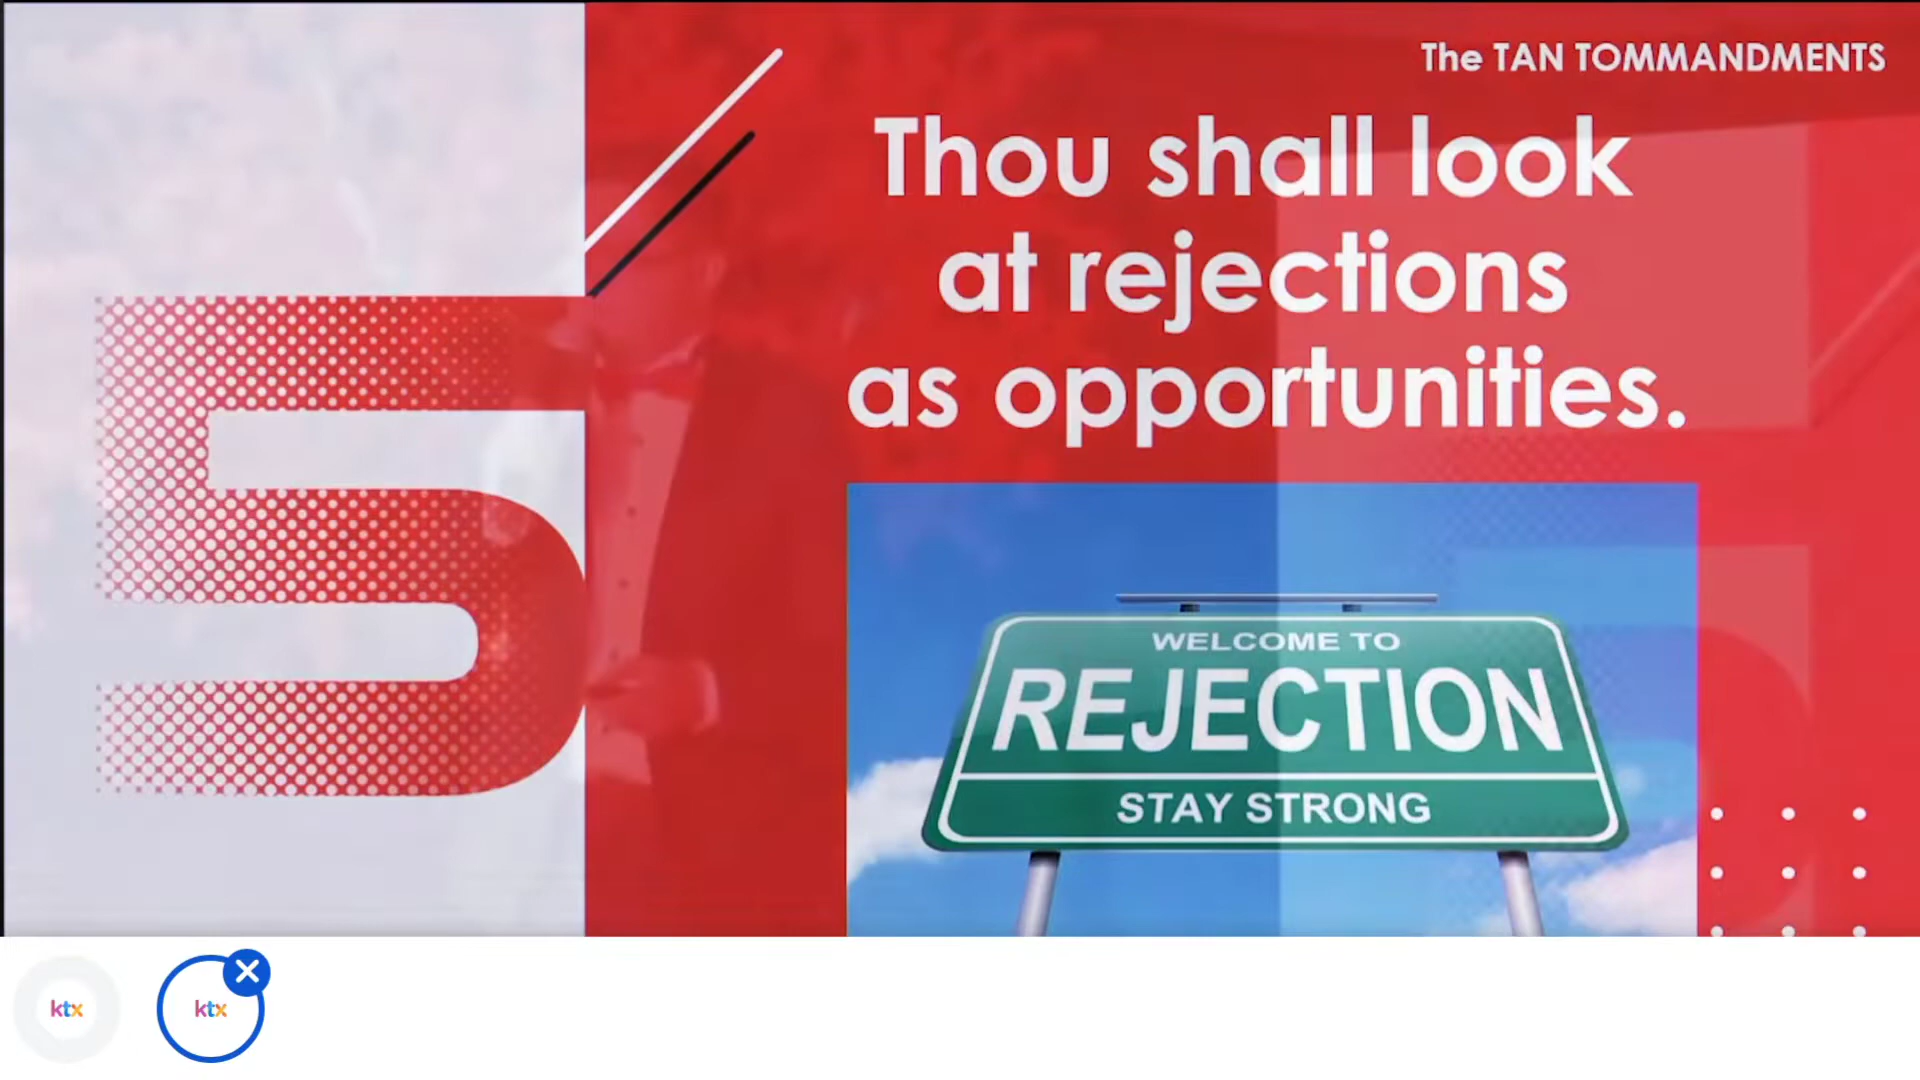 The TAN TOMMANDMENTS
Thou shall look
at rejections
as opportunities.
5
WELCOME TO
REJECTION
STAY STRONG
ktx
ktx